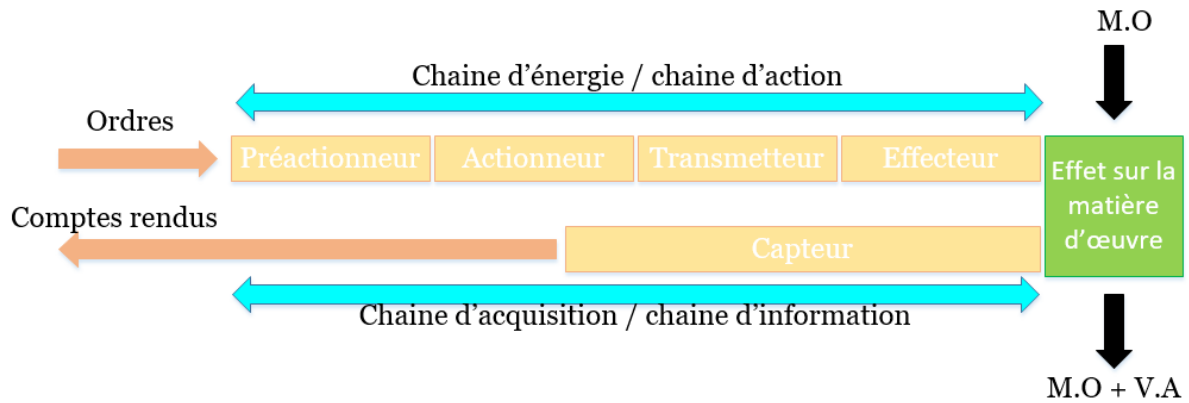 M.O
Chaine d’énergie / chaine d’action
Ordres
Préactionneur Actionneur Transmetteur Effecteur
Effet sur la
matière
d’œuvre
Comptes rendus
Capteur
Chaine d’acquisition / chaine d’information
M.O + V.A